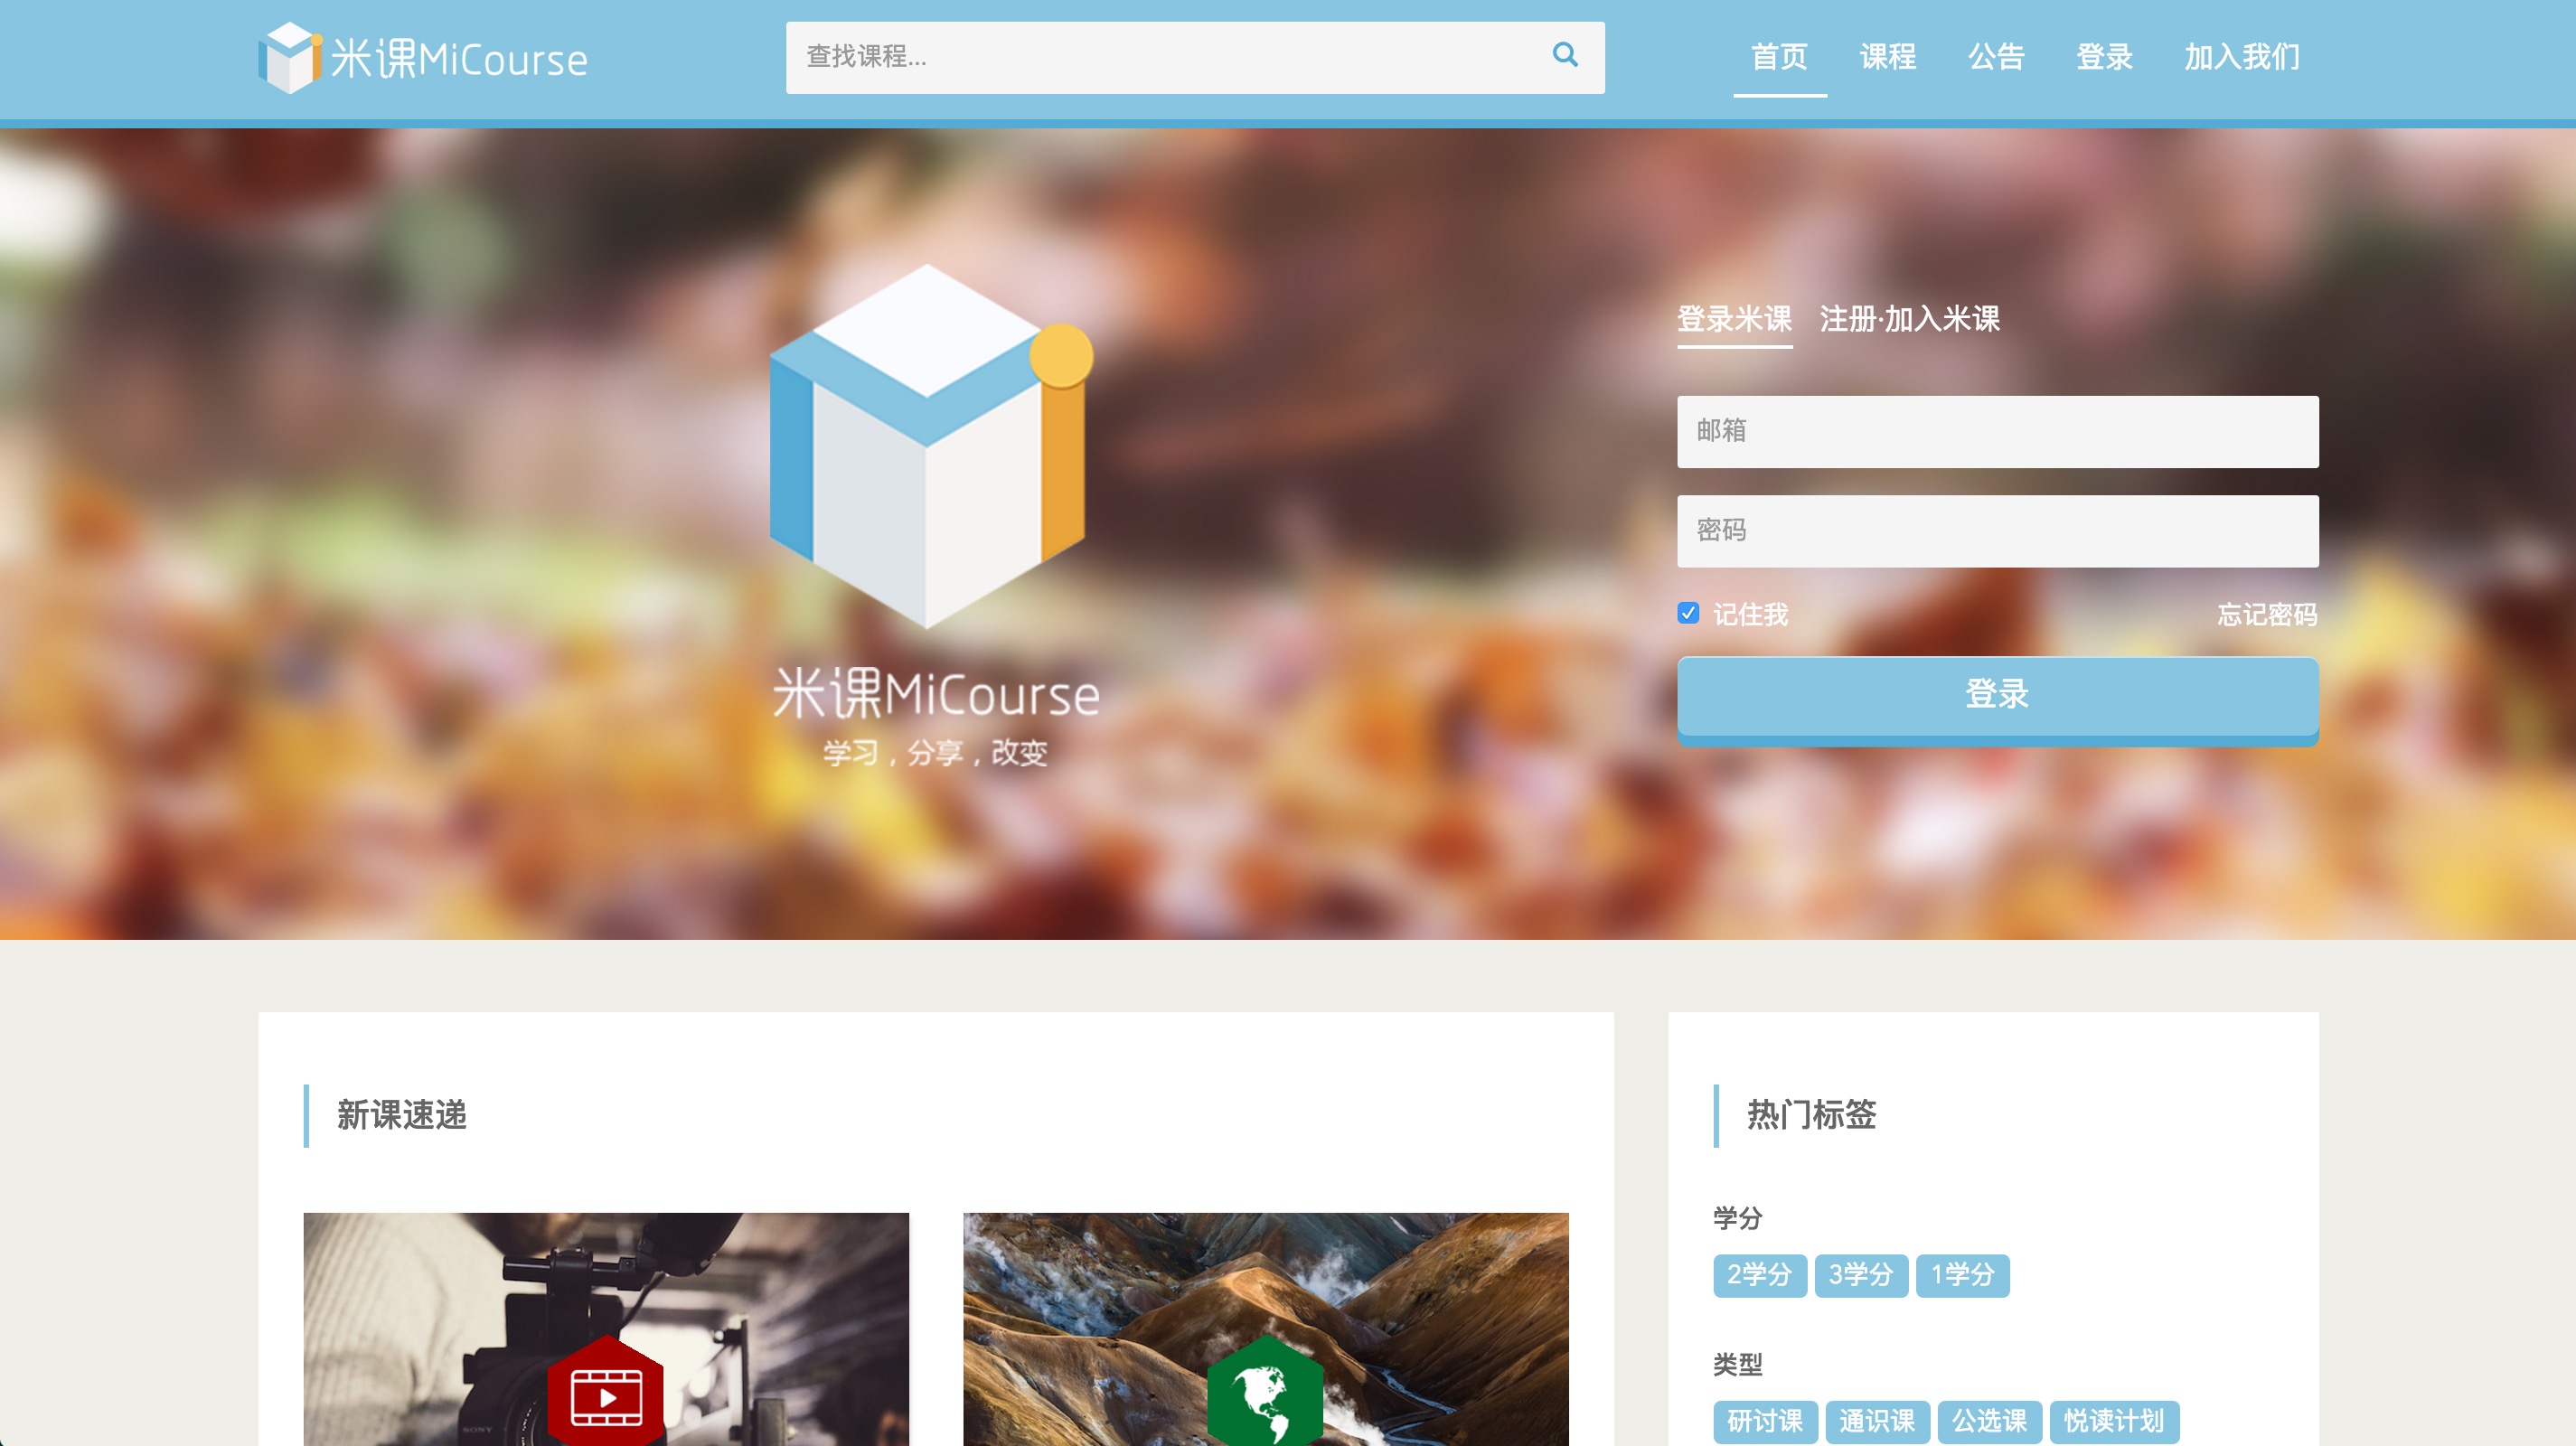 米课MiCourse
查找课程...
首页 课程 公告 登录 加入我们
登录米课 注册·加入米课
邮箱
密码
记住我 忘记密码
登录
米课MiCourse
学习，分享，改变
新课速递
SONY
热门标签
学分
2学分 3学分 1学分
类型
研讨课 通识课 公选课 悦读计划